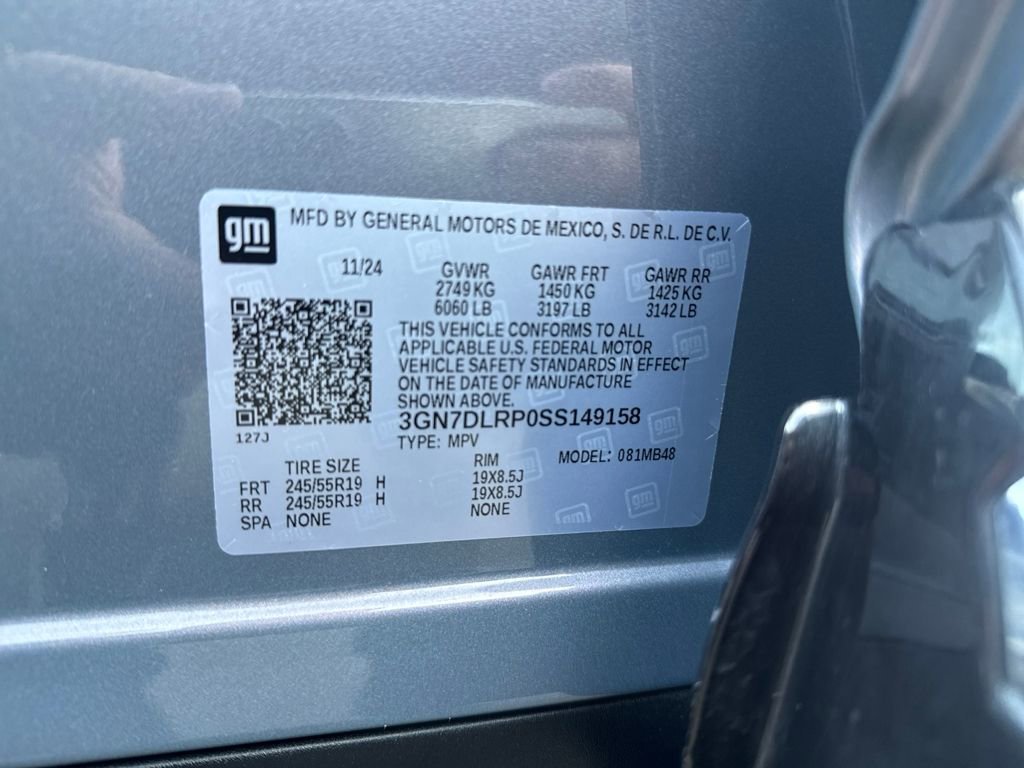 gm
MFD BY GENERAL MOTORS DE MEXICO, S. DE R.L. DE C.V.
11/24 GVWR GAWR FRT GAWR RR
2749 KG 1450 KG 1425 KG
6060 LB 3197 LB 3142 LB
THIS VEHICLE CONFORMS TO ALL
APPLICABLE U.S. FEDERAL MOTOR
VEHICLE SAFETY STANDARDS IN EFFECT
ON THE DATE OF MANUFACTURE
SHOWN ABOVE.
3GN7DLRP0SS149158
127J
TYPE: MPV MODEL: 081MB48
TIRE SIZE RIM
FRT 245/55R19 H 19X8.5J
RR 245/55R19 H 19X8.5J
SPA NONE NONE